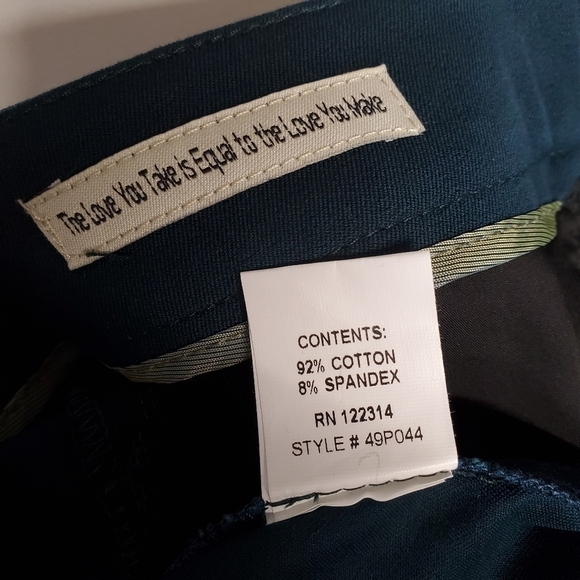 The Love You Take is Equal to the Love You Make
CONTENTS:
92% COTTON
8% SPANDEX
RN 122314
STYLE # 49P044